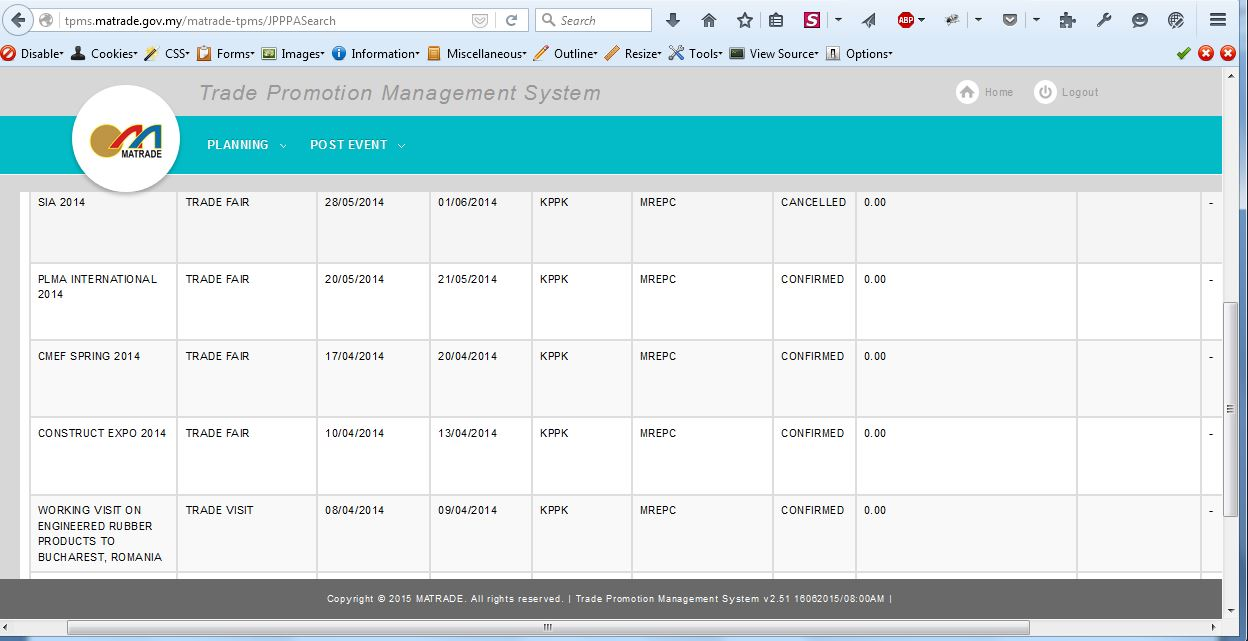 tpms.matrade.gov.my/matrade-tpms/JPPPASearch
Search
S
ABP
Disable
Cookies
CSS
Forms
Images
Information
Miscellaneous
Outline
Resize
Tools
View Source
Options
Trade Promotion Management System
Home
Logout
MATRADE
PLANNING
POST EVENT
SIA 2014 TRADE FAIR 28/05/2014 01/06/2014 KPPK MREPC CANCELLED 0.00 -
PLMA INTERNATIONAL TRADE FAIR 20/05/2014 21/05/2014 KPPK MREPC CONFIRMED 0.00 -
2014
CMEF SPRING 2014 TRADE FAIR 17/04/2014 20/04/2014 KPPK MREPC CONFIRMED 0.00 -
CONSTRUCT EXPO 2014 TRADE FAIR 10/04/2014 13/04/2014 KPPK MREPC CONFIRMED 0.00 -
WORKING VISIT ON TRADE VISIT 08/04/2014 09/04/2014 KPPK MREPC CONFIRMED 0.00 -
ENGINEERED RUBBER
PRODUCTS TO
BUCHAREST, ROMANIA
Copyright © 2015 MATRADE. All rights reserved. | Trade Promotion Management System v2.51 16062015/08:00AM |